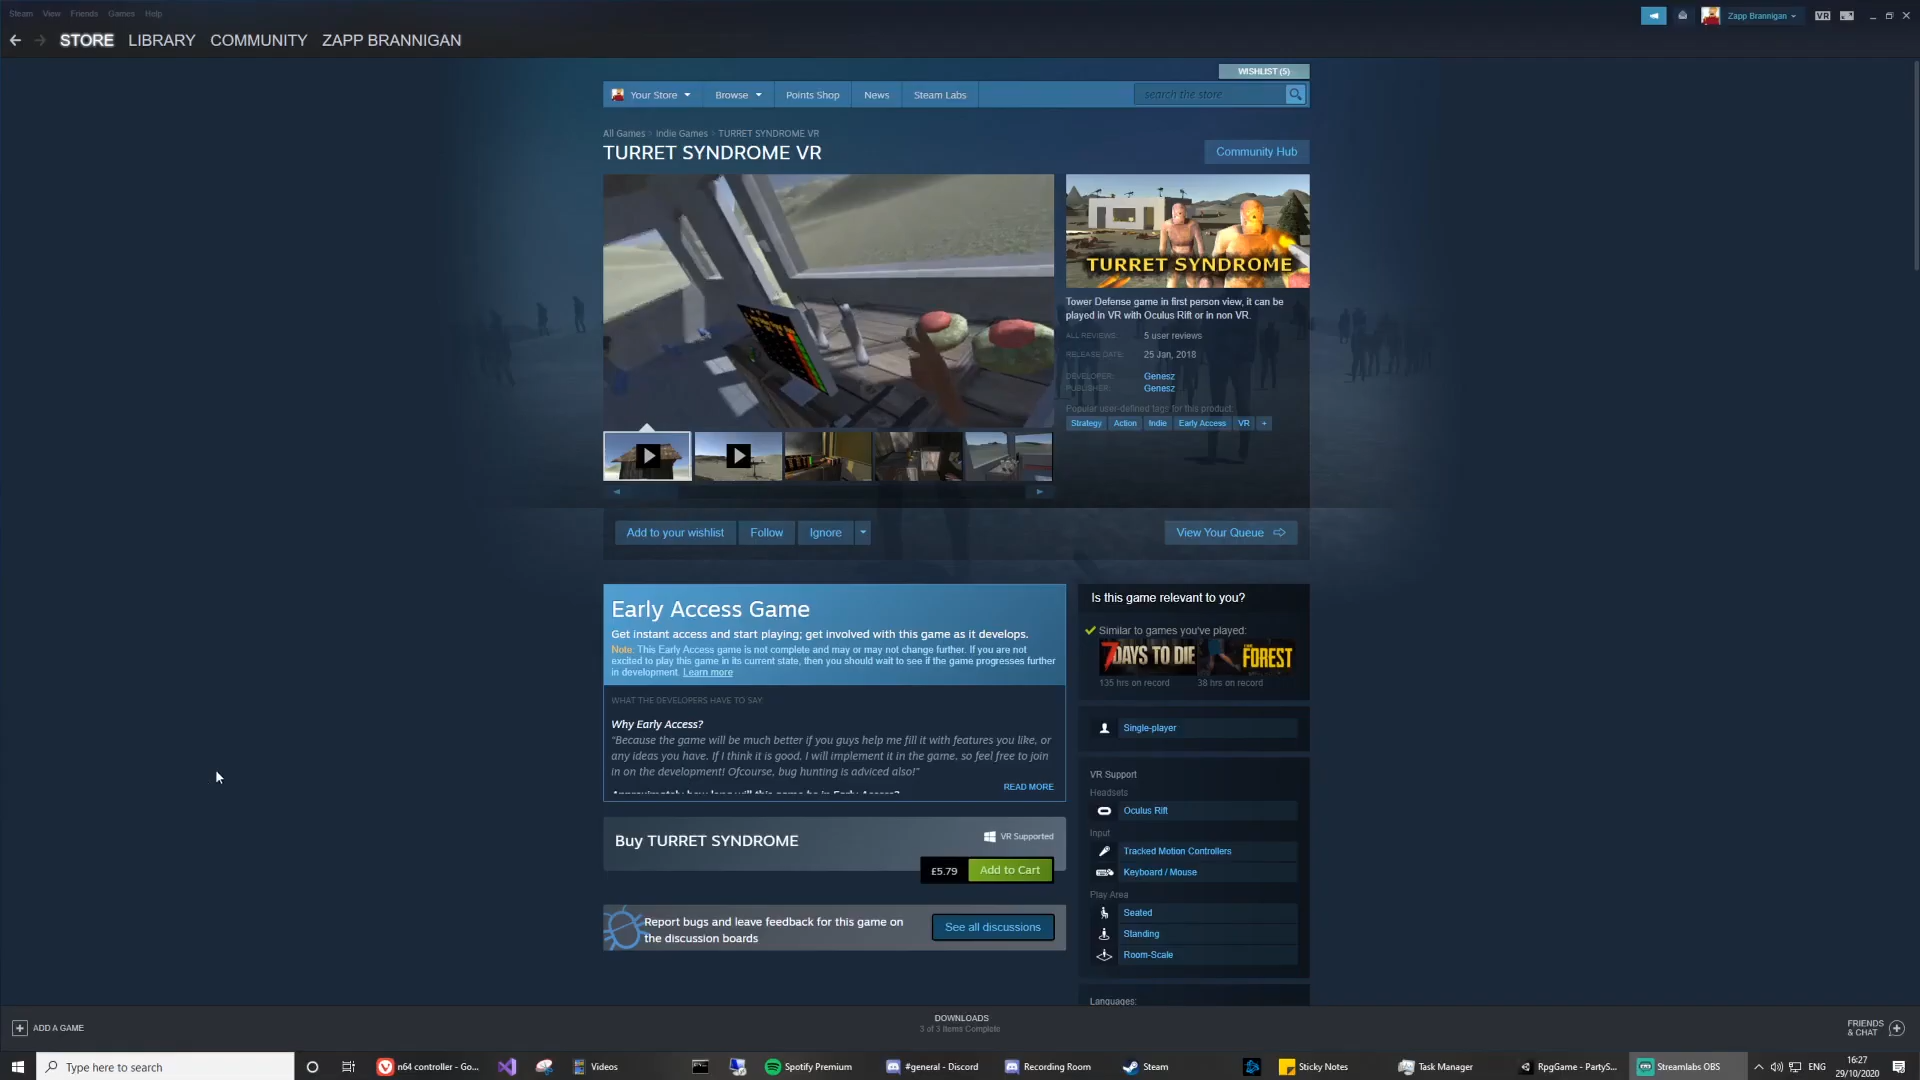 Steam View Friends Games Help
Zapp Brannigan
VR
STORE LIBRARY COMMUNITY ZAPP BRANNIGAN
WISHLIST (5)
Your Store Browse Points Shop News Steam Labs
search the store
All Games > Indie Games > TURRET SYNDROME VR
TURRET SYNDROME VR
Community Hub
TURRET SYNDROME
Tower Defense game in first person view, it can be
played in VR with Oculus Rift or in non VR.
ALL REVIEWS: 5 user reviews
RELEASE DATE: 25 Jan, 2018
DEVELOPER: Genesz
PUBLISHER: Genesz
Popular user-defined tags for this product:
Strategy Action Indie Early Access VR +
Add to your wishlist Follow Ignore
View Your Queue
Early Access Game
Get instant access and start playing; get involved with this game as it develops.
Note: This Early Access game is not complete and may or may not change further. If you are not
excited to play this game in its current state, then you should wait to see if the game progresses further
in development. Learn more
WHAT THE DEVELOPERS HAVE TO SAY:
Why Early Access?
"Because the game will be much better if you guys help me fill it with features you like, or
any ideas you have. If I think it is good, I will implement it in the game, so feel free to join
in on the development! Ofcourse, bug hunting is adviced also!"
Approximately how long will this game be in Early Access?
READ MORE
Buy TURRET SYNDROME
VR Supported
£5.79 Add to Cart
Report bugs and leave feedback for this game on
the discussion boards
See all discussions
Is this game relevant to you?
Similar to games you've played:
7 DAYS TO DIE
THE FOREST
135 hrs on record 38 hrs on record
Single-player
VR Support
Headsets
Oculus Rift
Input
Tracked Motion Controllers
Keyboard / Mouse
Play Area
Seated
Standing
Room-Scale
Languages:
ADD A GAME
DOWNLOADS
3 of 3 Items Complete
FRIENDS
& CHAT
Type here to search
n64 controller - Go...
Videos
Spotify Premium
#general - Discord
Recording Room
Steam
Sticky Notes
Task Manager
RpgGame - PartyS...
Streamlabs OBS
ENG
16:27
29/10/2020